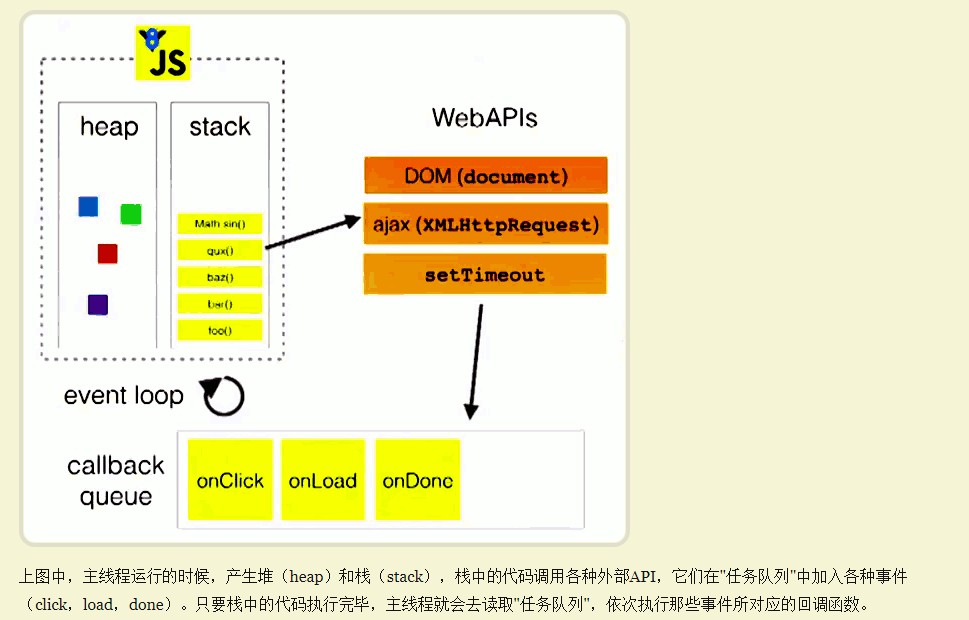 8
JS
heap
stack
WebAPIs
DOM (document)
ajax (XMLHttpRequest)
setTimeout
Math sin()
qux()
baz()
bar()
foo()
event loop
callback
queue
onClick
onLoad
onDone
上图中，主线程运行的时候，产生堆（heap）和栈（stack），栈中的代码调用各种外部API，它们在"任务队列"中加入各种事件
（click，load，done）。只要栈中的代码执行完毕，主线程就会去读取"任务队列"，依次执行那些事件所对应的回调函数。